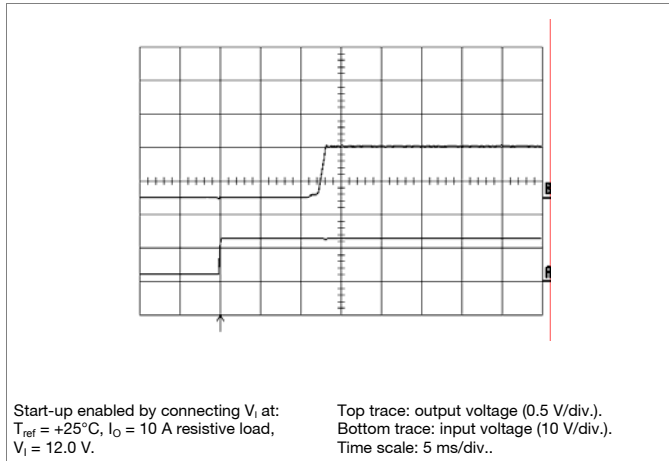 B
A
Start-up enabled by connecting VI at:
Tref = +25°C, IO = 10 A resistive load,
VI = 12.0 V.
Top trace: output voltage (0.5 V/div.).
Bottom trace: input voltage (10 V/div.).
Time scale: 5 ms/div..